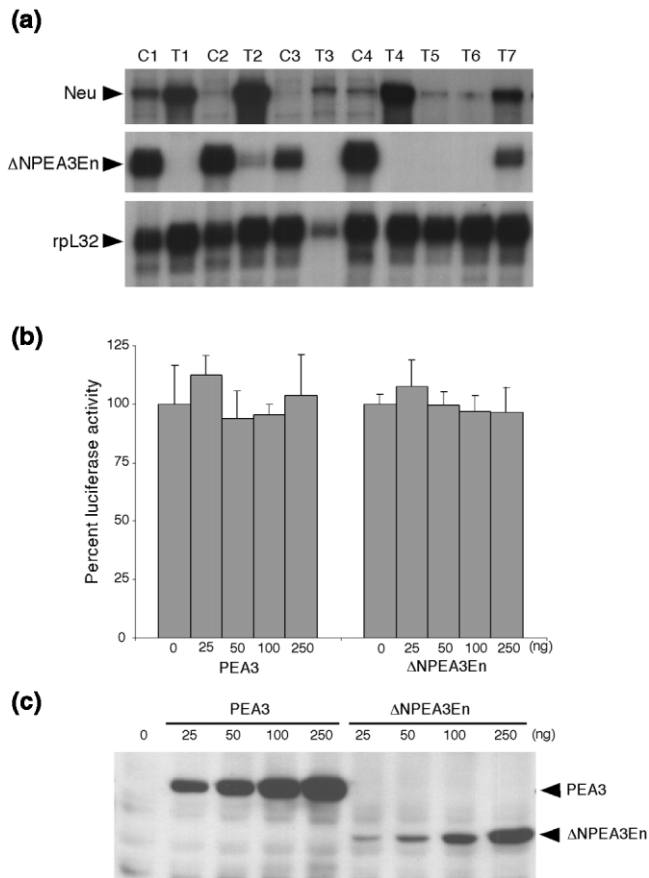 (a)
C1 T1 C2 T2 C3 T3 C4 T4 T5 T6 T7
Neu
ΔNPEA3En
rpL32
(b)
Percent luciferase activity
125
100
75
50
25
0
0 25 50 100 250 0 25 50 100 250 (ng)
PEA3 ΔNPEA3En
(c)
PEA3 ΔNPEA3En
0 25 50 100 250 25 50 100 250 (ng)
PEA3
ΔNPEA3En